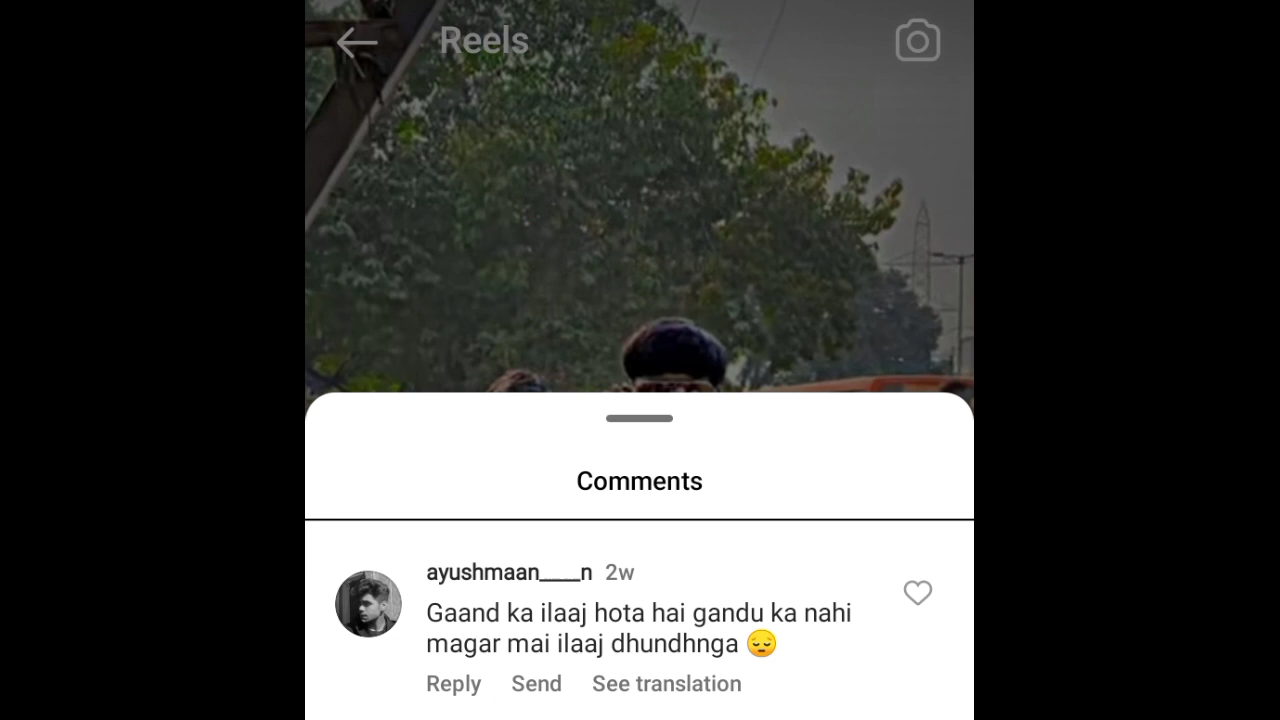 Reels
Comments
ayushmaan____n 2w
Gaand ka ilaaj hota hai gandu ka nahi
magar mai ilaaj dhundhnga 😔
Reply Send See translation